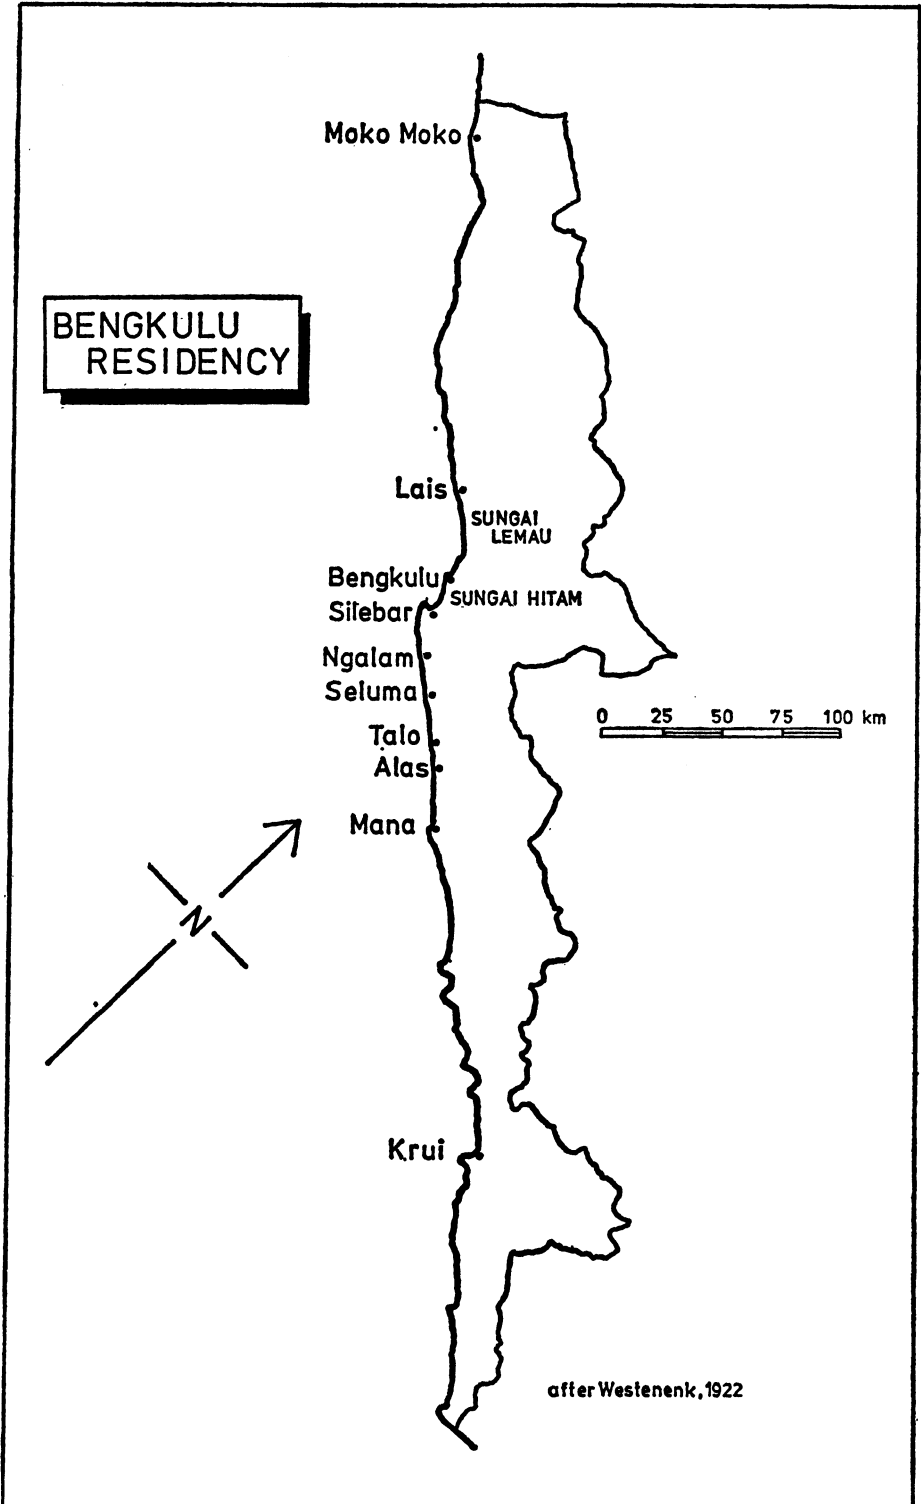 Moko Moko
BENGKULU
RESIDENCY
Lais
SUNGAI
LEMAU
Bengkulu
SUNGAI HITAM
Silebar
Ngalam
Seluma
0 25 50 75 100 km
Talo
Alas
Mana
N
Krui
after Westenenk, 1922